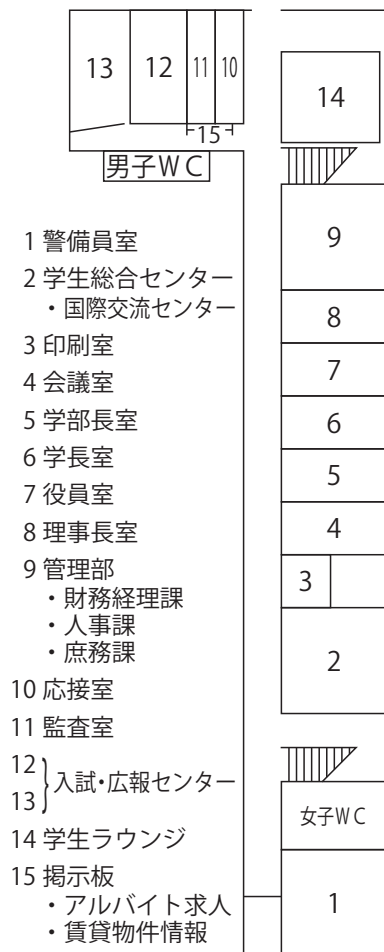 13 12 11 10
14
15
男子WC
9
8
7
6
5
4
3
2
女子WC
1
1 警備員室
2 学生総合センター
・国際交流センター
3 印刷室
4 会議室
5 学部長室
6 学長室
7 役員室
8 理事長室
9 管理部
・財務経理課
・人事課
・庶務課
10 応接室
11 監査室
12
13
}入試・広報センター
14 学生ラウンジ
15 掲示板
・アルバイト求人
・賃貸物件情報